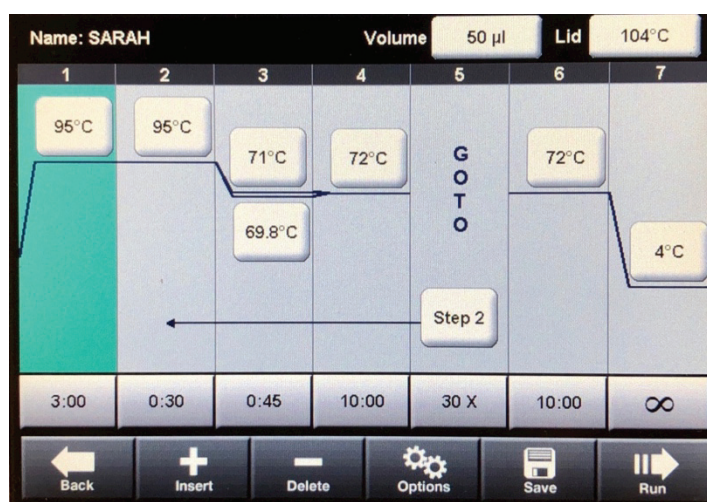 Name: SARAH Volume 50 µl Lid 104°C
1 2 3 4 5 6 7
95°C 95°C 71°C 72°C GOTO 72°C
69.8°C 4°C
Step 2
3:00 0:30 0:45 10:00 30 X 10:00 ∞
Back Insert Delete Options Save Run